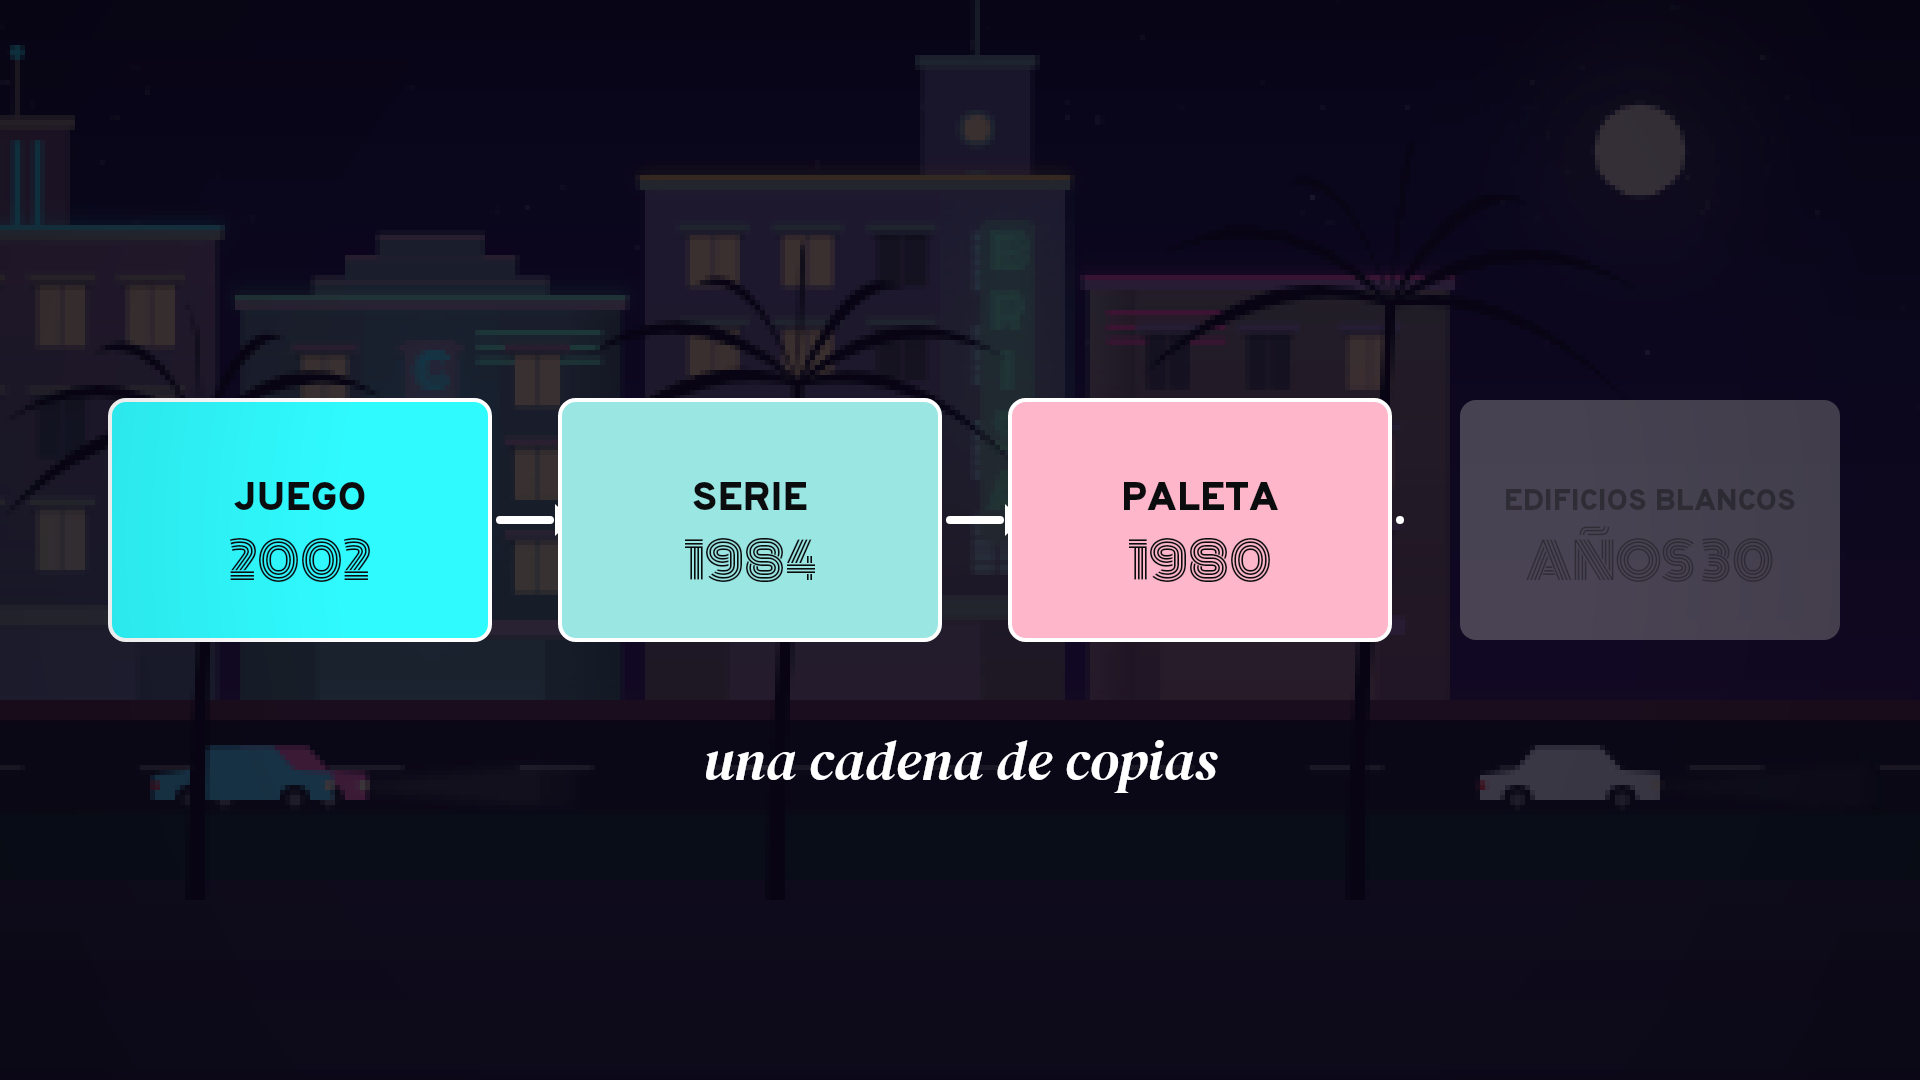 JUEGO
2002
SERIE
1984
PALETA
1980
EDIFICIOS BLANCOS
AÑOS 30
una cadena de copias
C